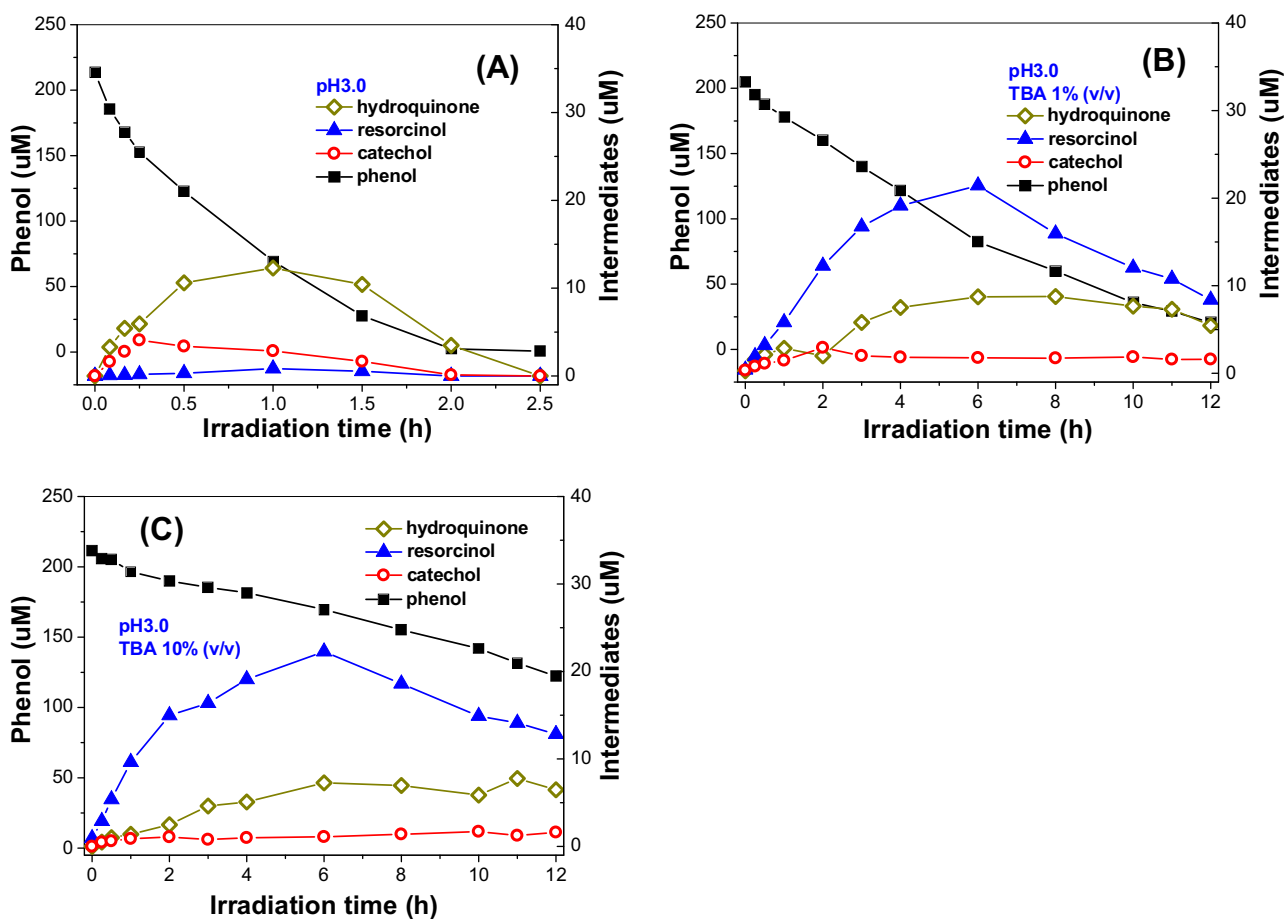 (A)
pH3.0
hydroquinone
resorcinol
catechol
phenol
Phenol (uM)
250
200
150
100
50
0
Intermediates (uM)
40
30
20
10
0
0.0 0.5 1.0 1.5 2.0 2.5
Irradiation time (h)
(B)
pH3.0
TBA 1% (v/v)
hydroquinone
resorcinol
catechol
phenol
Phenol (uM)
250
200
150
100
50
0
Intermediates (uM)
40
30
20
10
0
0 2 4 6 8 10 12
Irradiation time (h)
(C)
hydroquinone
resorcinol
catechol
phenol
pH3.0
TBA 10% (v/v)
Phenol (uM)
250
200
150
100
50
0
Intermediates (uM)
40
30
20
10
0
0 2 4 6 8 10 12
Irradiation time (h)